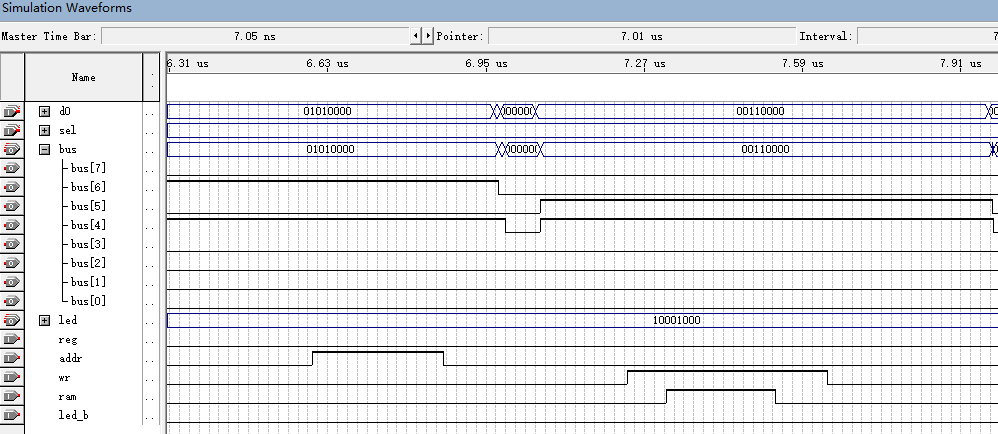 Simulation Waveforms
Master Time Bar: 7.05 ns Pointer: 7.01 us Interval: 7
Name
6.31 us 6.63 us 6.95 us 7.27 us 7.59 us 7.91 us
d0 01010000 00000( 00110000
sel
bus 01010000 00000( 00110000
bus[7]
bus[6]
bus[5]
bus[4]
bus[3]
bus[2]
bus[1]
bus[0]
led 10001000
reg
addr
wr
ram
led_b